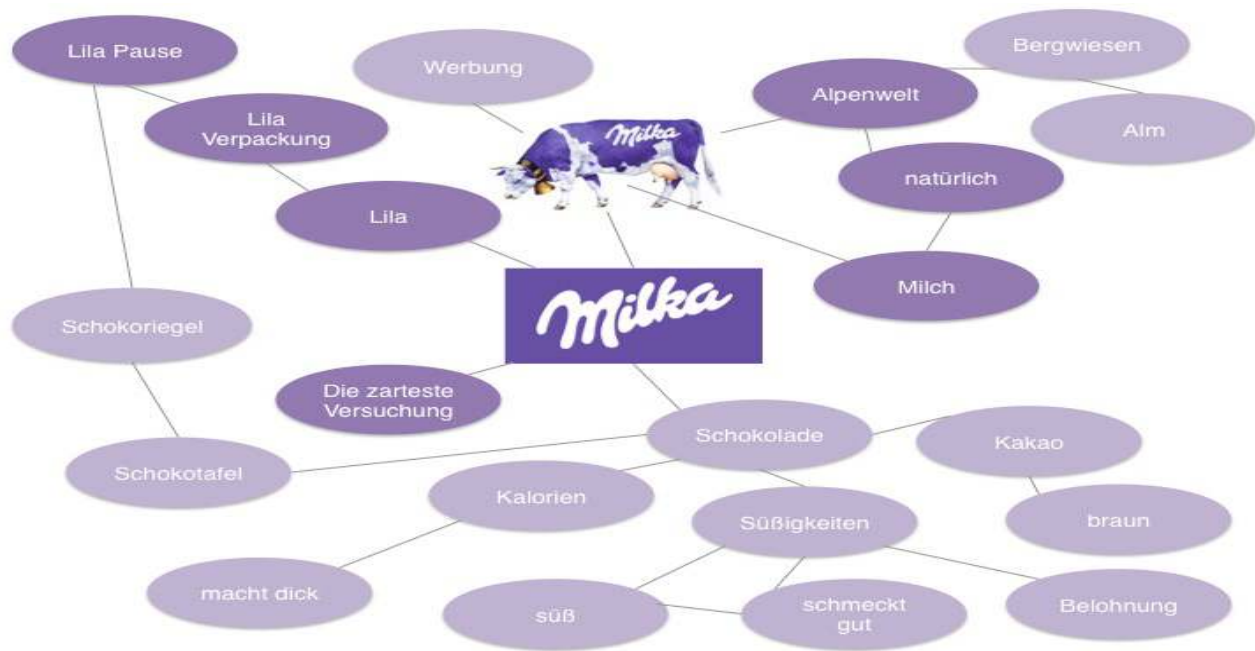 Lila Pause
Werbung
Bergwiesen
Alpenwelt
Lila
Verpackung
Alm
Milka
natürlich
Lila
Milch
Milka
Schokoriegel
Die zarteste
Versuchung
Schokolade
Kakao
Schokotafel
Kalorien
Süßigkeiten
braun
macht dick
süß
schmeckt
gut
Belohnung